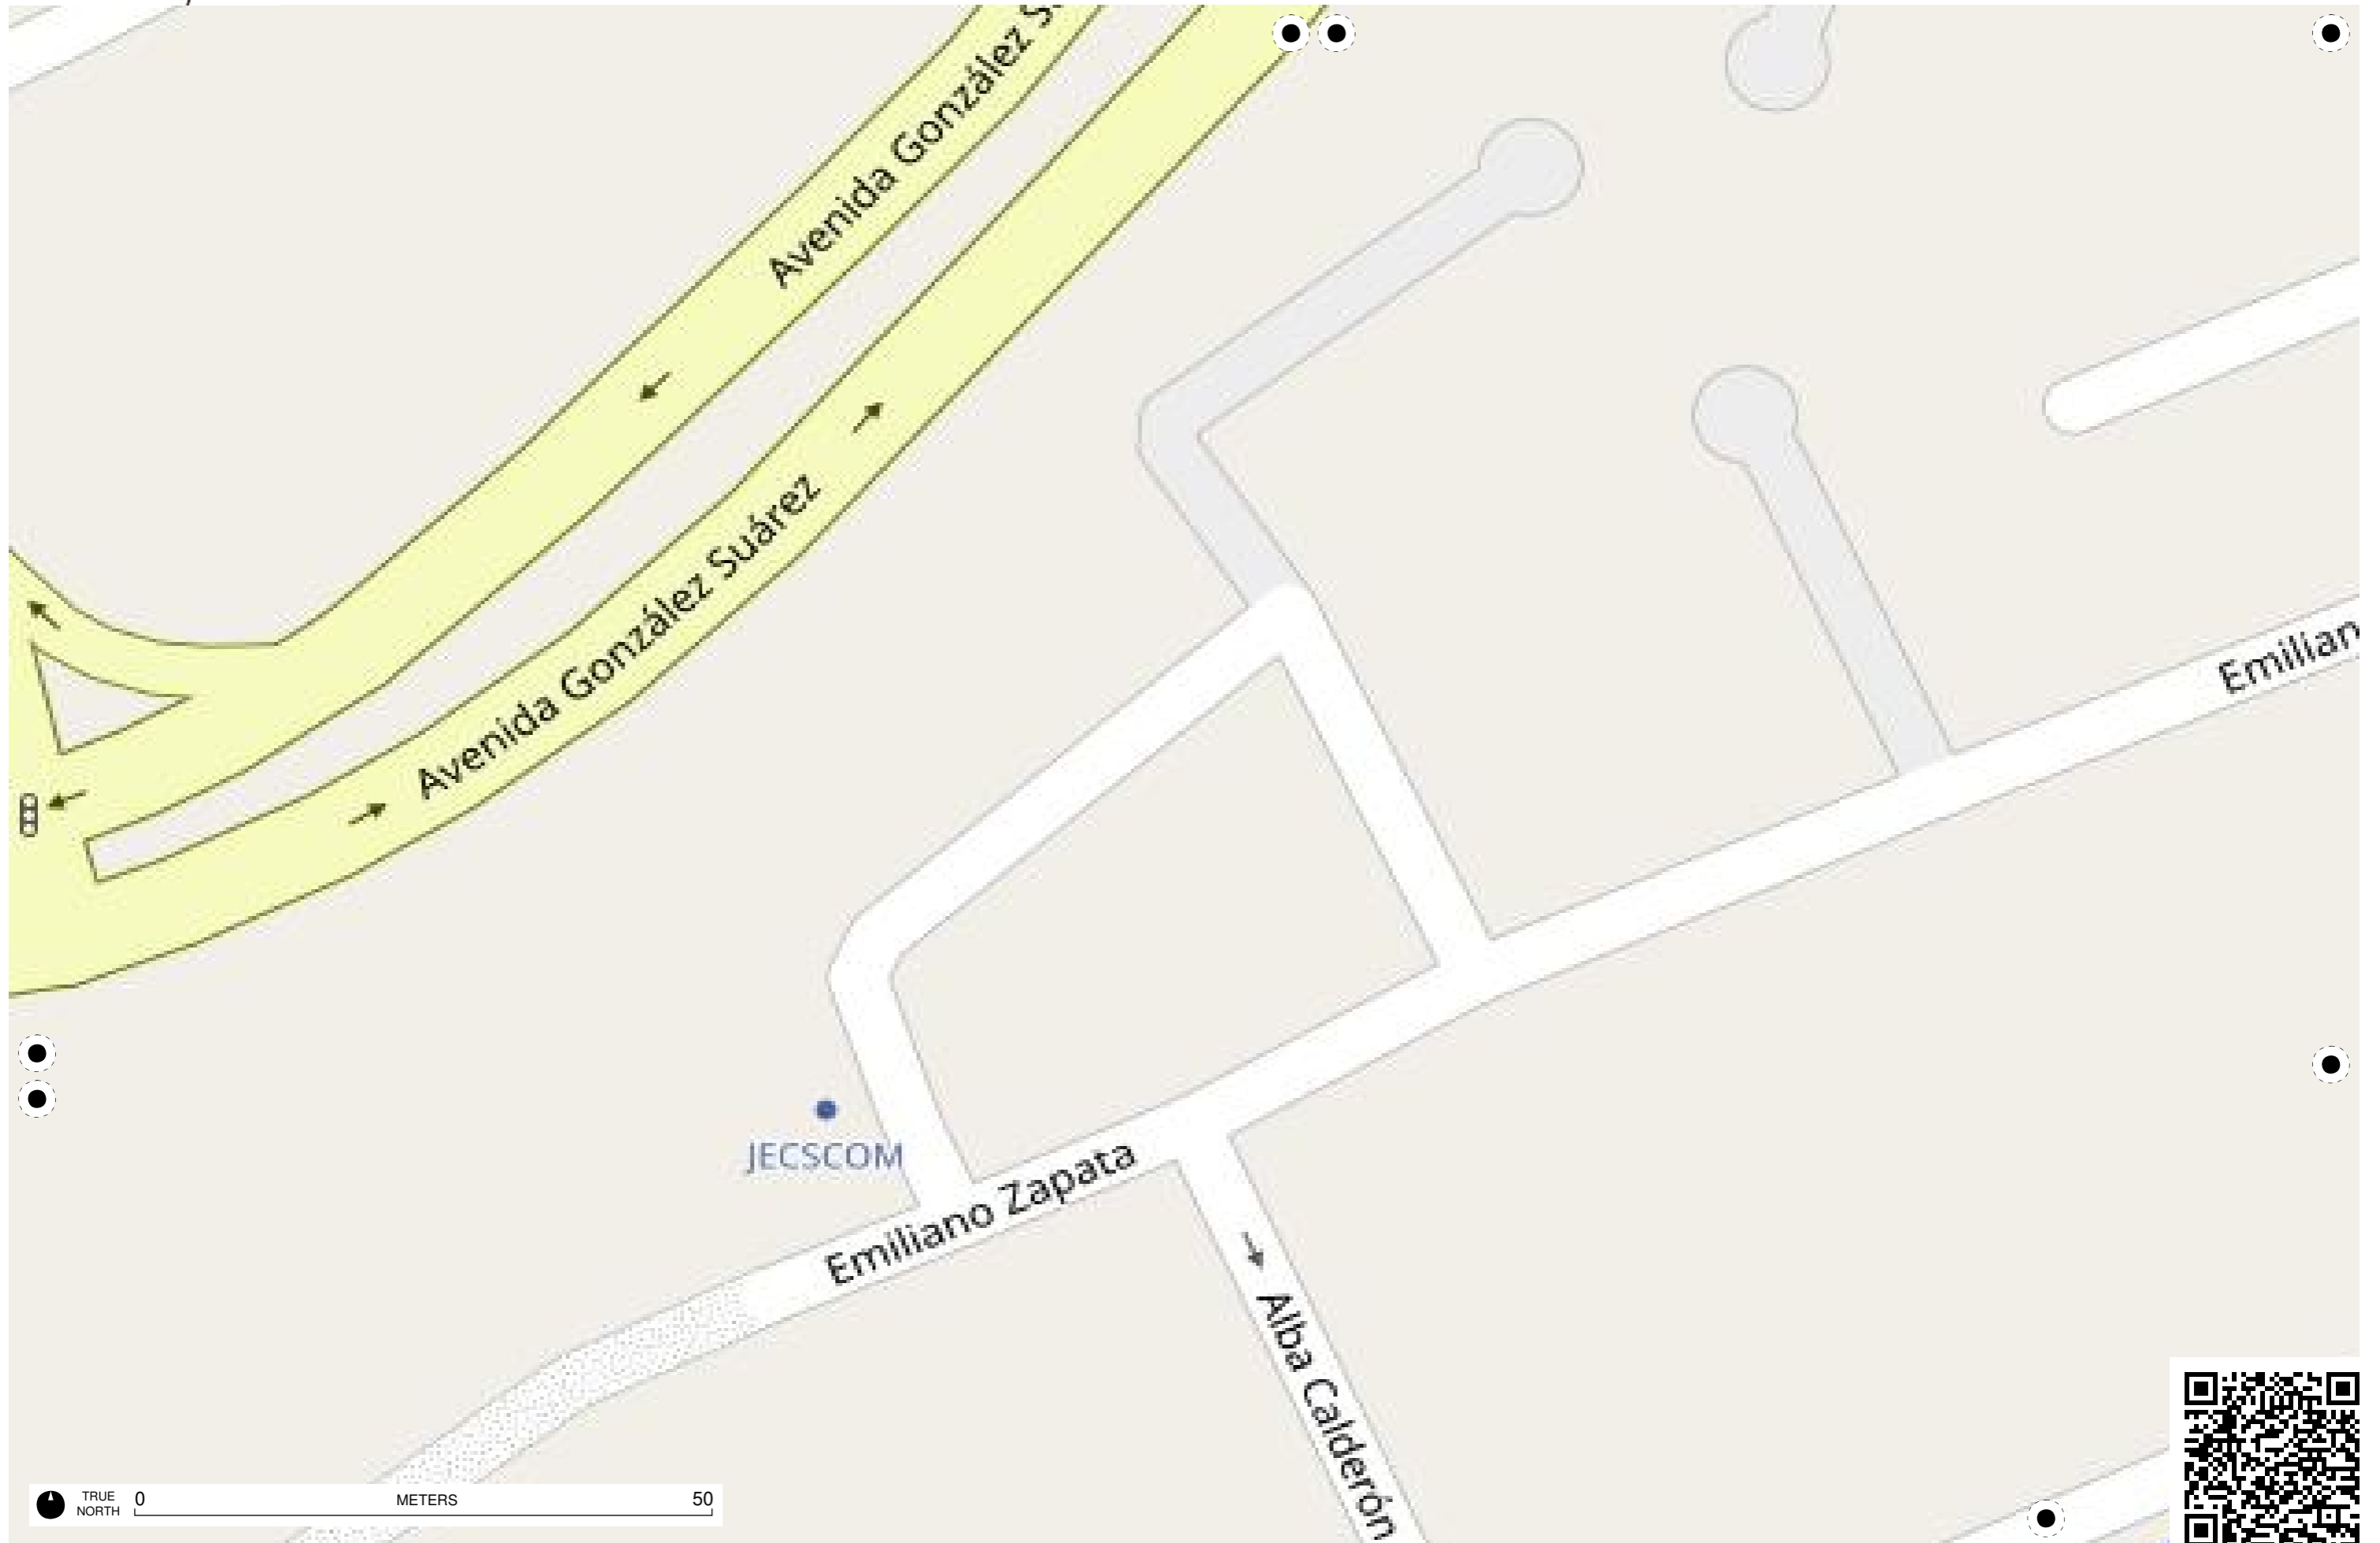 Avenida González S
Avenida González Suárez
Emilian
JECSCOM
Emiliano Zapata
Alba Calderón
TRUE
NORTH
0 METERS 50